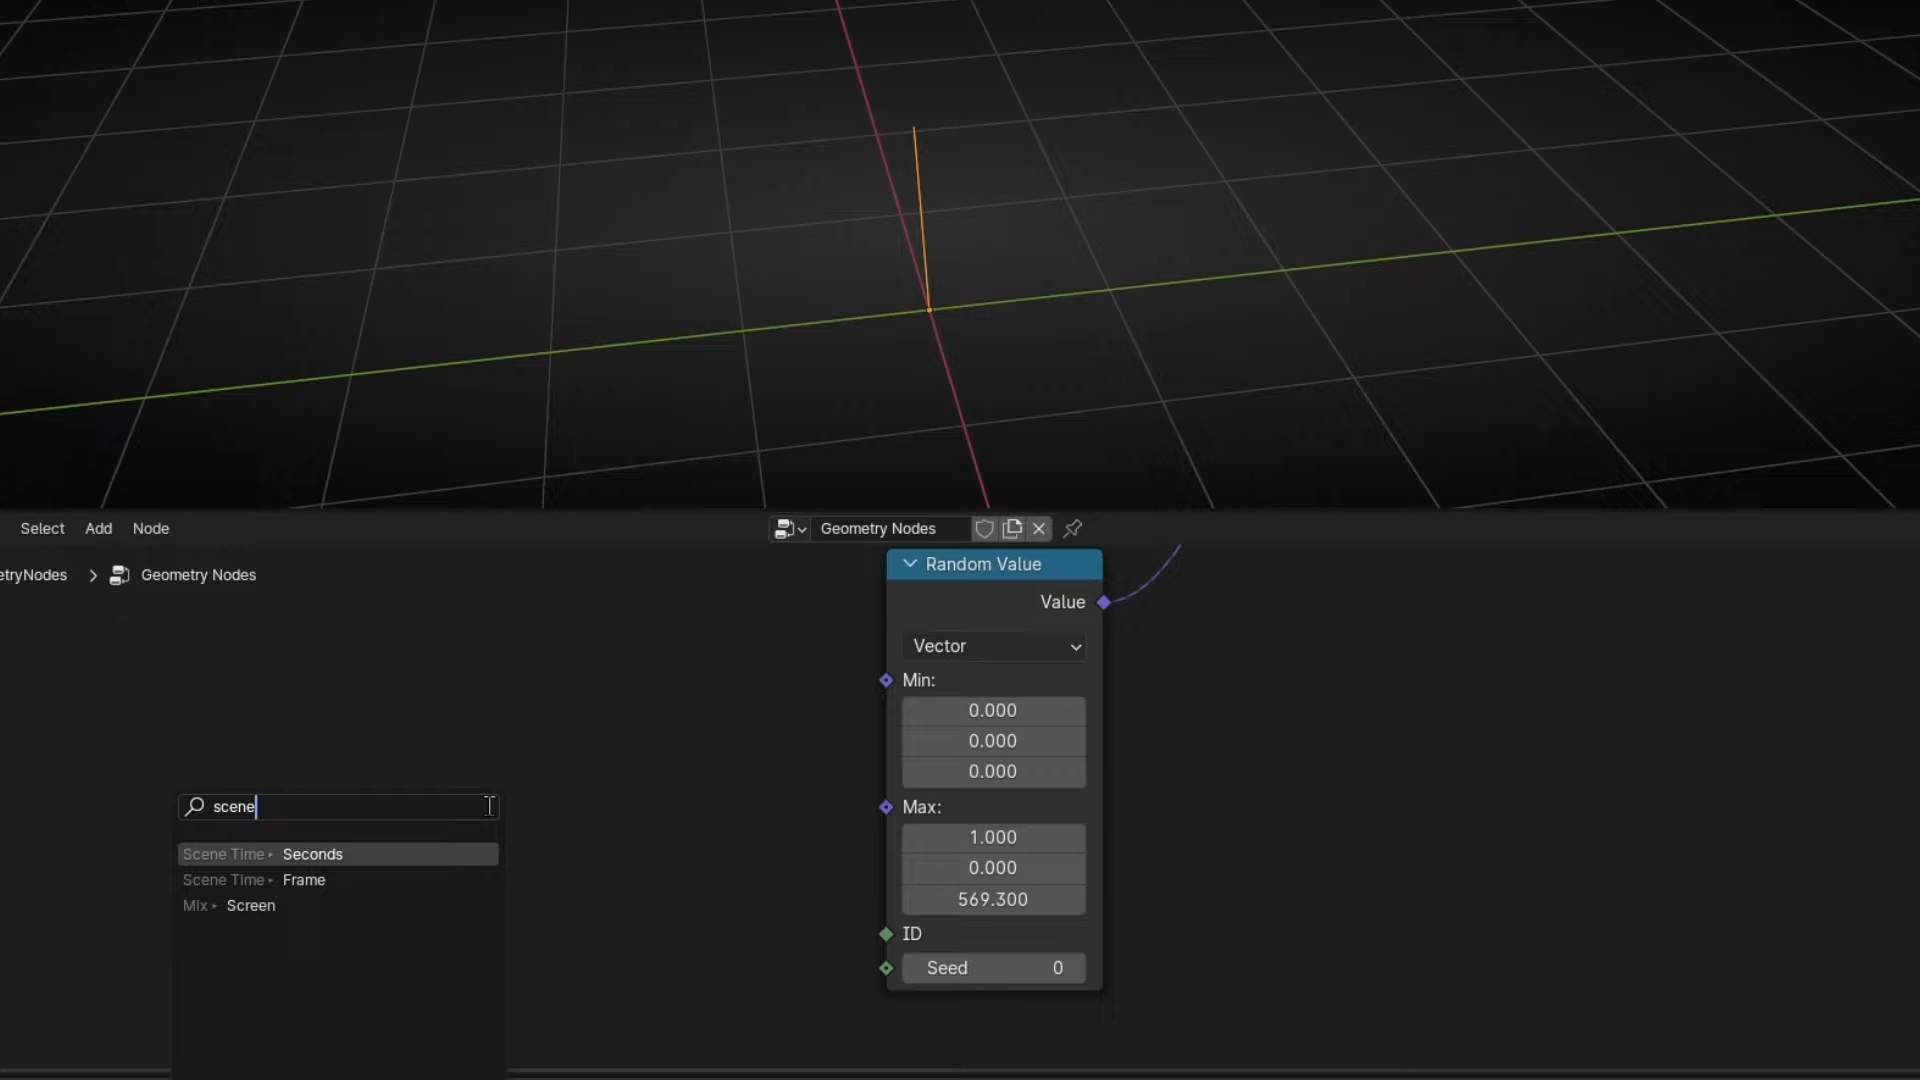 Select Add Node
Geometry Nodes
etryNodes > Geometry Nodes
Random Value
Value
Vector
Min:
0.000
0.000
0.000
Max:
1.000
0.000
569.300
ID
Seed 0
scene
Scene Time ▸ Seconds
Scene Time ▸ Frame
Mix ▸ Screen